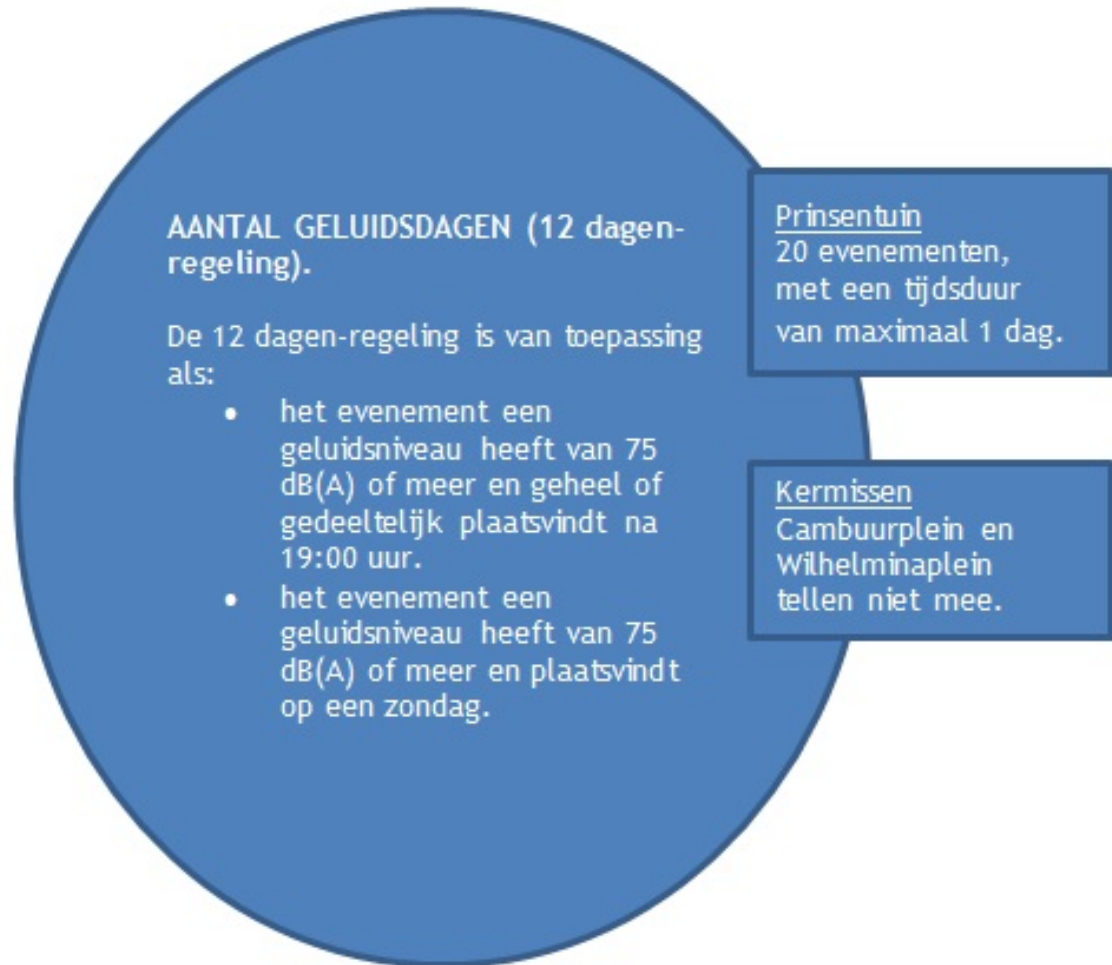 AANTAL GELUIDSDAGEN (12 dagen-
regeling).
De 12 dagen-regeling is van toepassing
als:
• het evenement een
geluidsniveau heeft van 75
dB(A) of meer en geheel of
gedeeltelijk plaatsvindt na
19:00 uur.
• het evenement een
geluidsniveau heeft van 75
dB(A) of meer en plaatsvindt
op een zondag.
Prinsentuin
20 evenementen,
met een tijdsduur
van maximaal 1 dag.
Kermissen
Cambuurplein en
Wilhelminaplein
tellen niet mee.